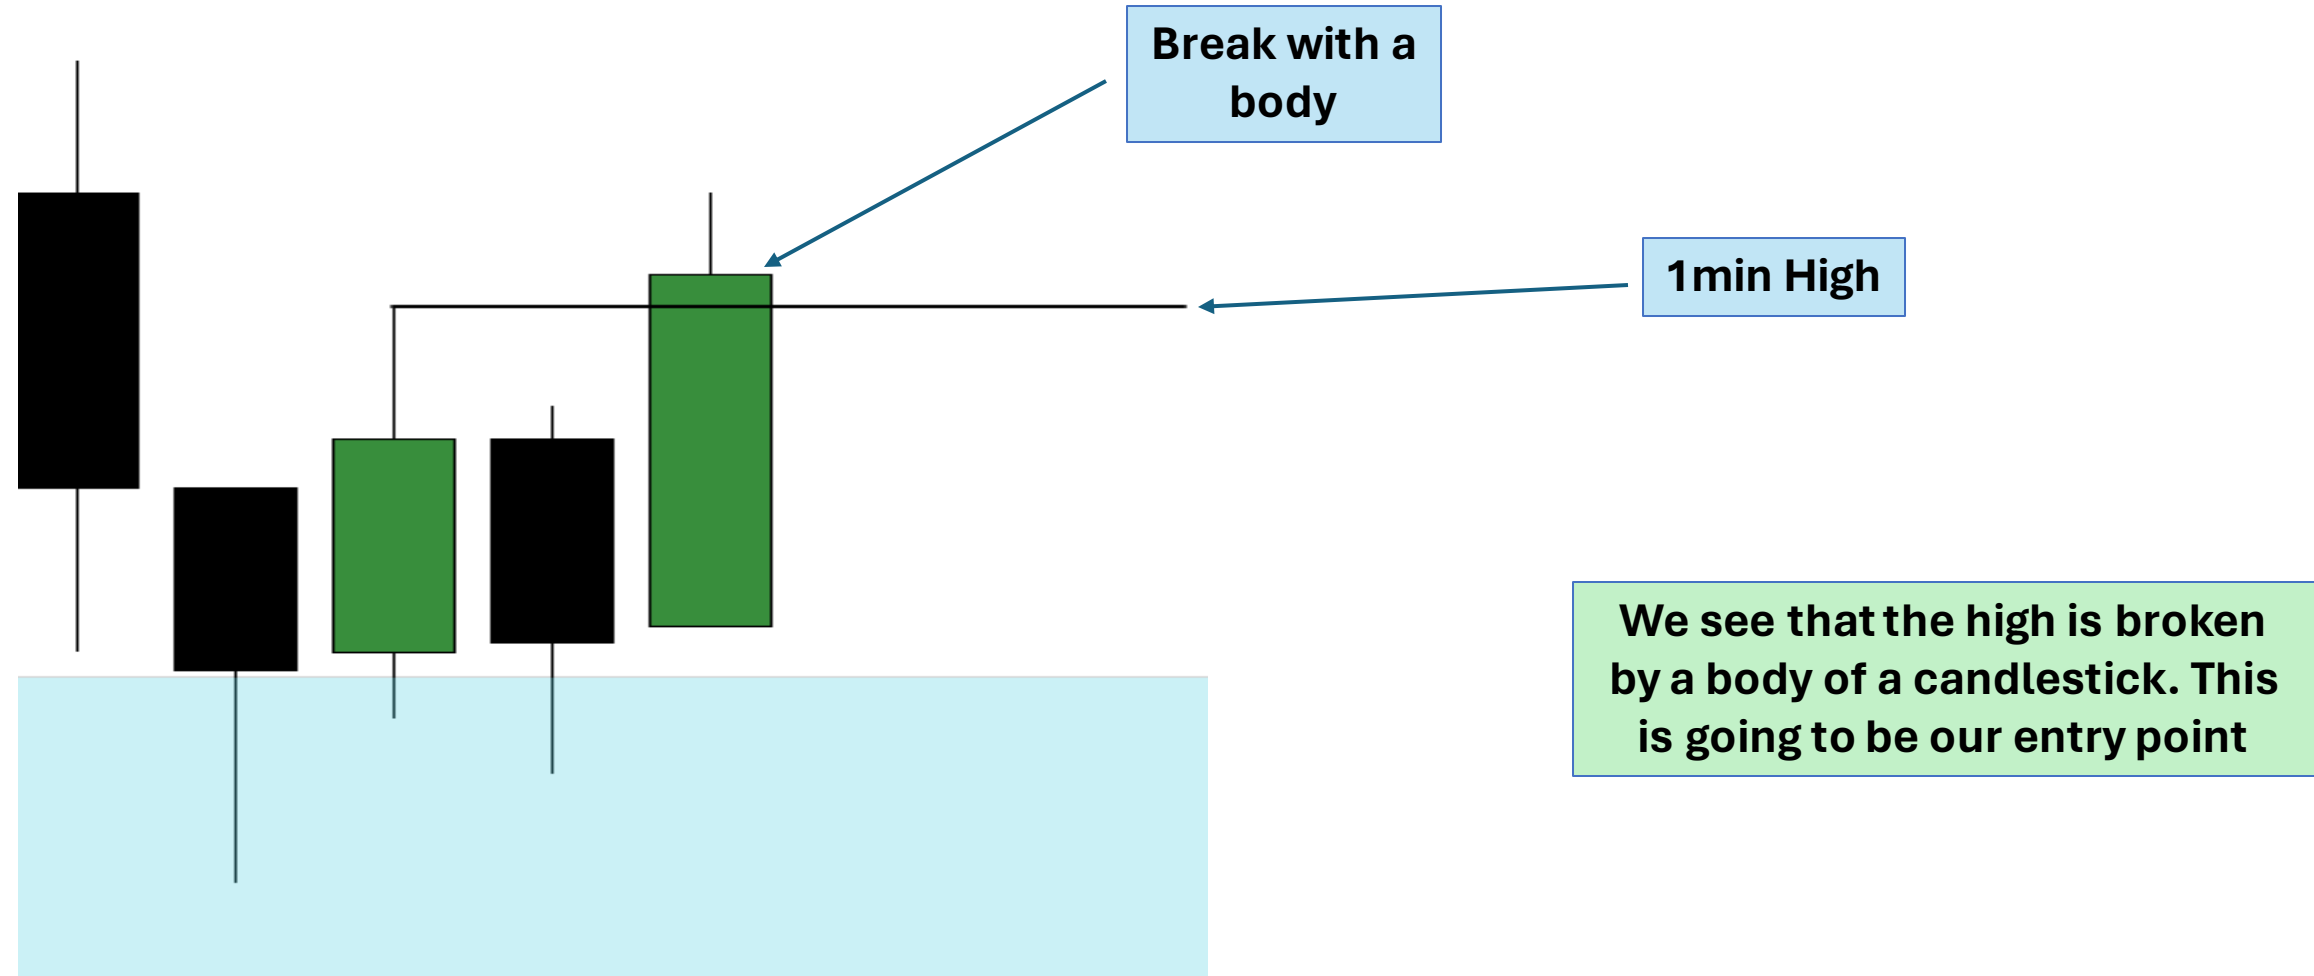 Break with a
body
1min High
We see that the high is broken
by a body of a candlestick. This
is going to be our entry point